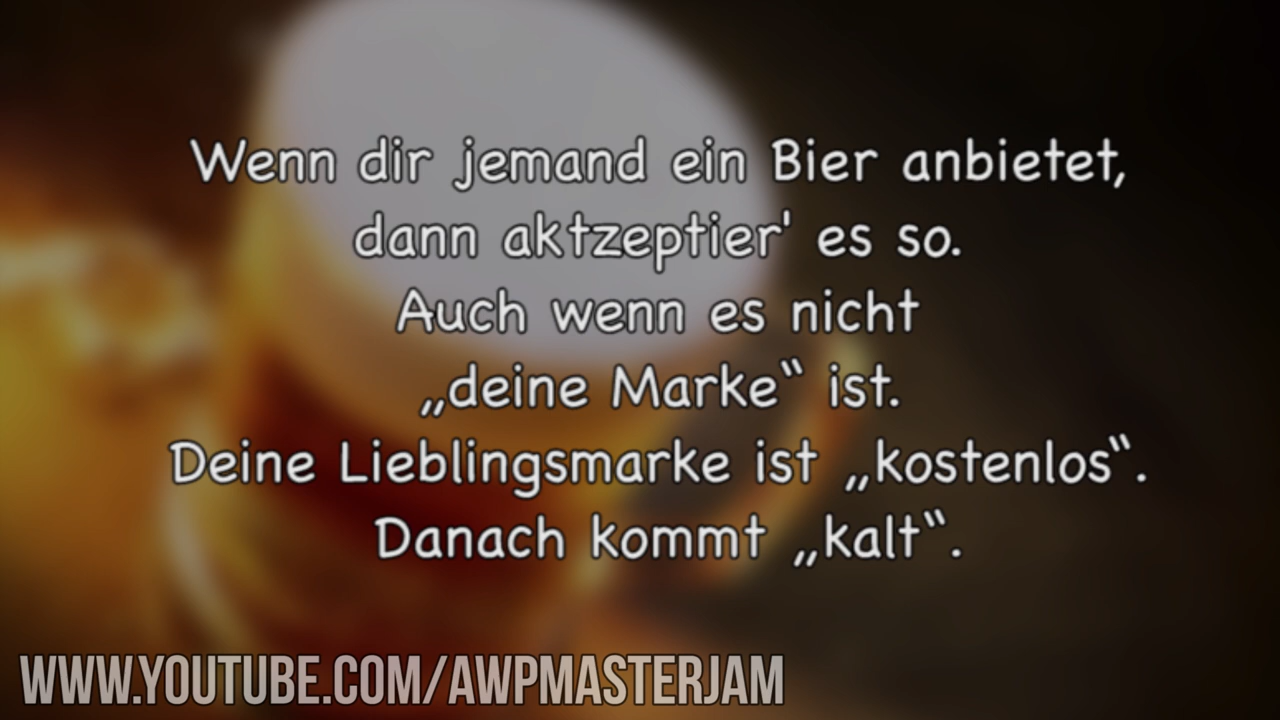 Wenn dir jemand ein Bier anbietet,
dann aktzeptier' es so.
Auch wenn es nicht
„deine Marke“ ist.
Deine Lieblingsmarke ist „kostenlos“.
Danach kommt „kalt“.
WWW.YOUTUBE.COM/AWPMASTERJAM